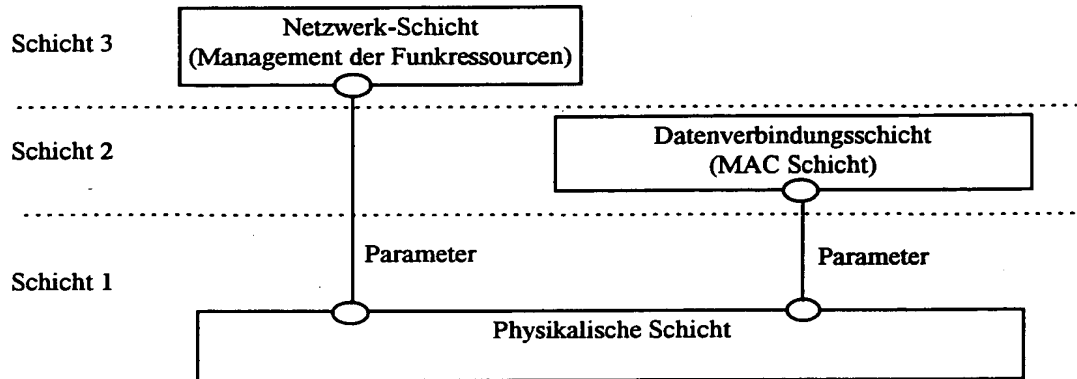 Schicht 3
Netzwerk-Schicht
(Management der Funkressourcen)
Schicht 2
Datenverbindungsschicht
(MAC Schicht)
Parameter
Parameter
Schicht 1
Physikalische Schicht